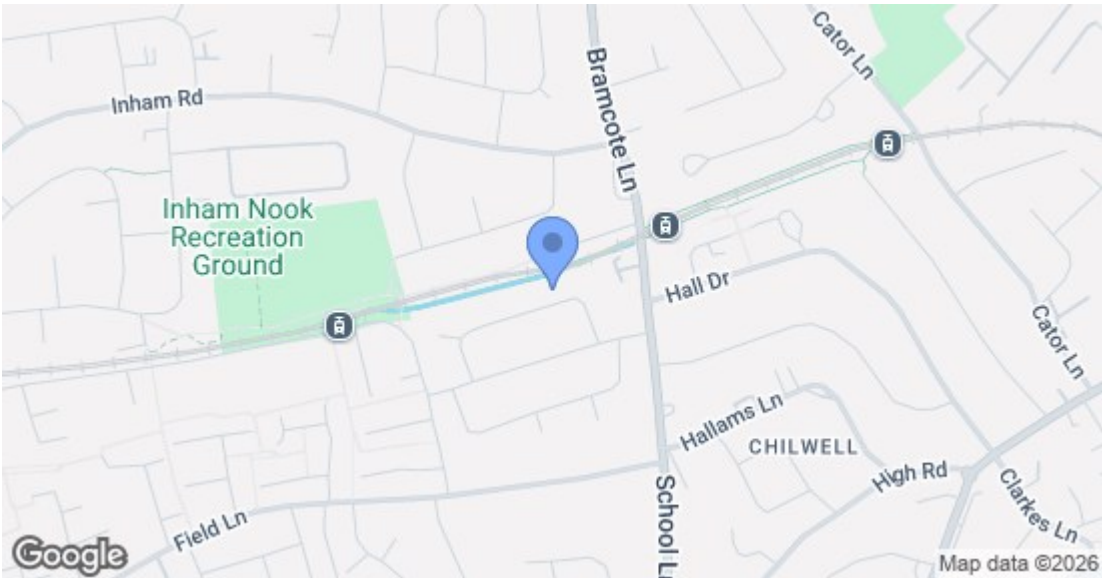 Cator Ln
Bramcote Ln
Inham Rd
Inham Nook
Recreation
Ground
Hall Dr
Cator Ln
Hallams Ln
CHILWELL
High Rd
School L
Clarkes Ln
Field Ln
Google
Map data ©2026